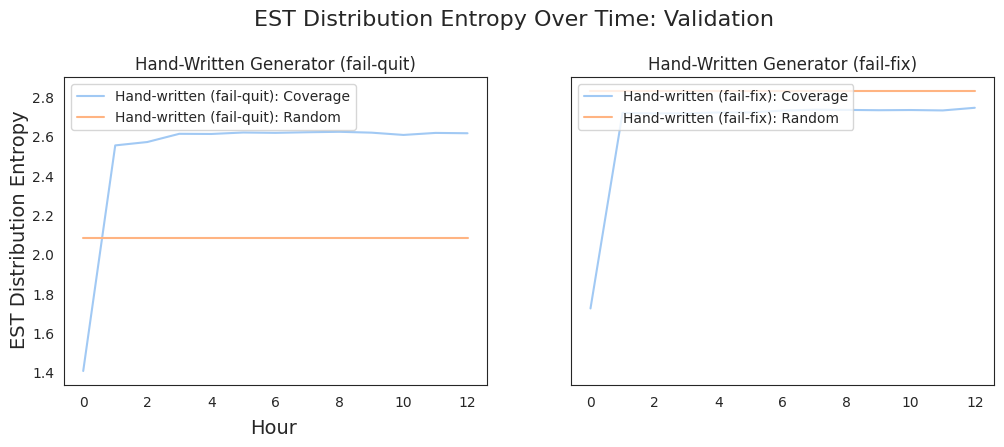 EST Distribution Entropy Over Time: Validation
Hand-Written Generator (fail-quit)
Hand-written (fail-quit): Coverage
Hand-written (fail-quit): Random
EST Distribution Entropy
2.8
2.6
2.4
2.2
2.0
1.8
1.6
1.4
0 2 4 6 8 10 12
Hour
Hand-Written Generator (fail-fix)
Hand-written (fail-fix): Coverage
Hand-written (fail-fix): Random
0 2 4 6 8 10 12